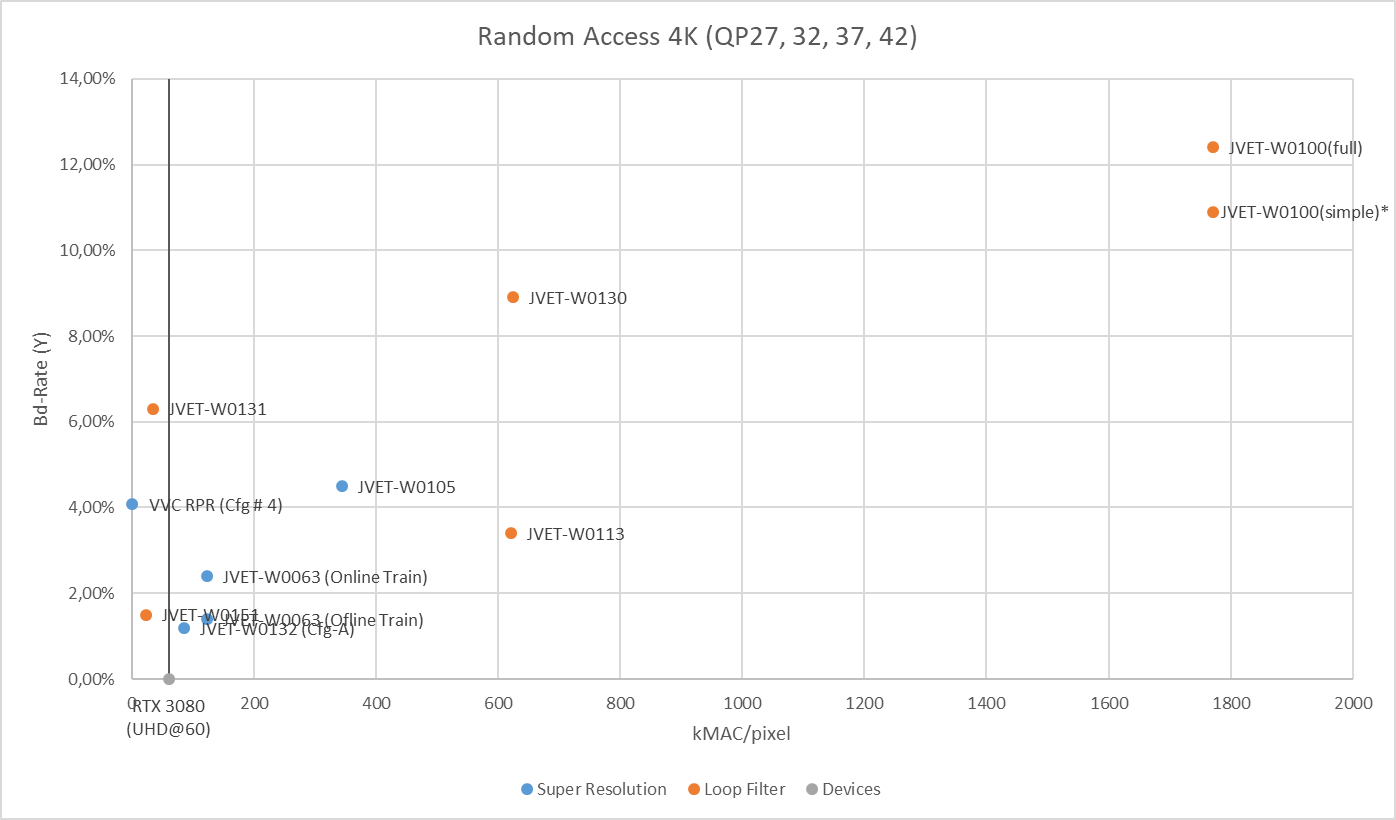 Random Access 4K (QP27, 32, 37, 42)
14,00%
12,00%
10,00%
8,00%
6,00%
4,00%
2,00%
0,00%
Bd-Rate (Y)
JVET-W0100(full)
JVET-W0100(simple)*
JVET-W0130
JVET-W0131
JVET-W0105
VVC RPR (Cfg # 4)
JVET-W0113
JVET-W0063 (Online Train)
JVET-W0151
JVET-W0063 (Ofline Train)
JVET-W0132 (Cfg-A)
0
200
400
600
800
1000
1200
1400
1600
1800
2000
RTX 3080
(UHD@60)
kMAC/pixel
Super Resolution
Loop Filter
Devices